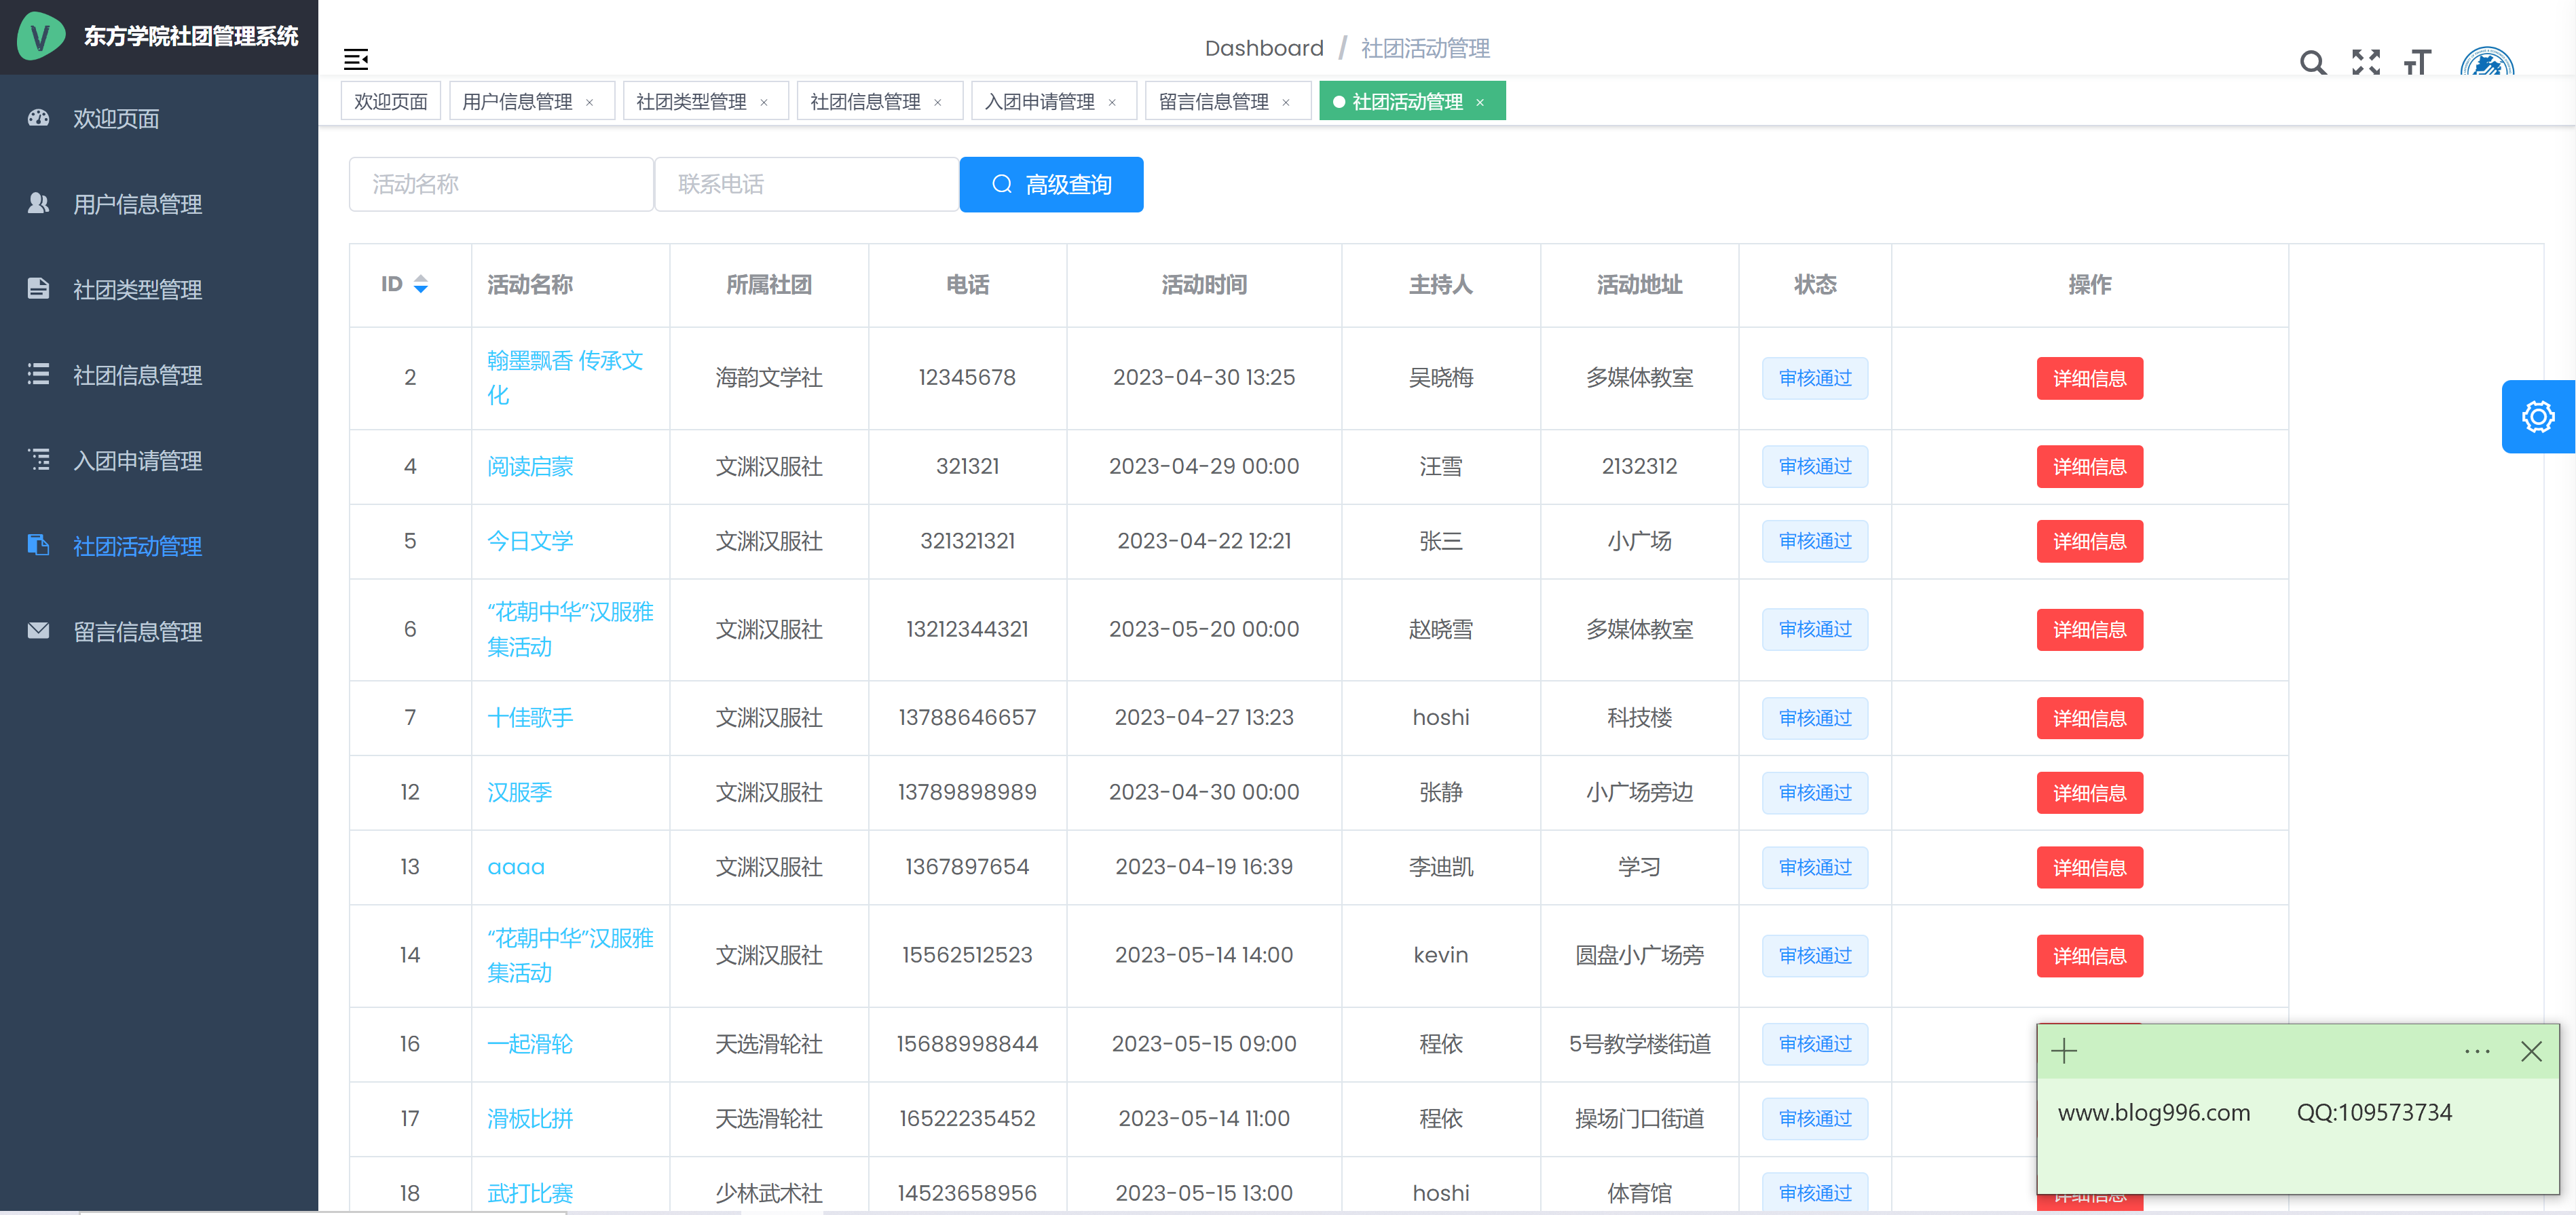 东方学院社团管理系统
Dashboard / 社团活动管理
欢迎页面 用户信息管理 × 社团类型管理 × 社团信息管理 × 入团申请管理 × 留言信息管理 × 社团活动管理 ×
欢迎页面
用户信息管理
社团类型管理
社团信息管理
入团申请管理
社团活动管理
留言信息管理
活动名称 联系电话 高级查询
ID 活动名称 所属社团 电话 活动时间 主持人 活动地址 状态 操作
2 翰墨飘香 传承文 海韵文学社 12345678 2023-04-30 13:25 吴晓梅 多媒体教室 审核通过 详细信息
化
4 阅读启蒙 文渊汉服社 321321 2023-04-29 00:00 汪雪 2132312 审核通过 详细信息
5 今日文学 文渊汉服社 321321321 2023-04-22 12:21 张三 小广场 审核通过 详细信息
6 “花朝中华”汉服雅 文渊汉服社 13212344321 2023-05-20 00:00 赵晓雪 多媒体教室 审核通过 详细信息
集活动
7 十佳歌手 文渊汉服社 13788646657 2023-04-27 13:23 hoshi 科技楼 审核通过 详细信息
12 汉服季 文渊汉服社 13789898989 2023-04-30 00:00 张静 小广场旁边 审核通过 详细信息
13 aaaa 文渊汉服社 1367897654 2023-04-19 16:39 李迪凯 学习 审核通过 详细信息
14 “花朝中华”汉服雅 文渊汉服社 15562512523 2023-05-14 14:00 kevin 圆盘小广场旁 审核通过 详细信息
集活动
16 一起滑轮 天选滑轮社 15688998844 2023-05-15 09:00 程依 5号教学楼街道 审核通过
17 滑板比拼 天选滑轮社 16522235452 2023-05-14 11:00 程依 操场门口街道 审核通过
18 武打比赛 少林武术社 14523658956 2023-05-15 13:00 hoshi 体育馆 审核通过
www.blog996.com QQ:109573734